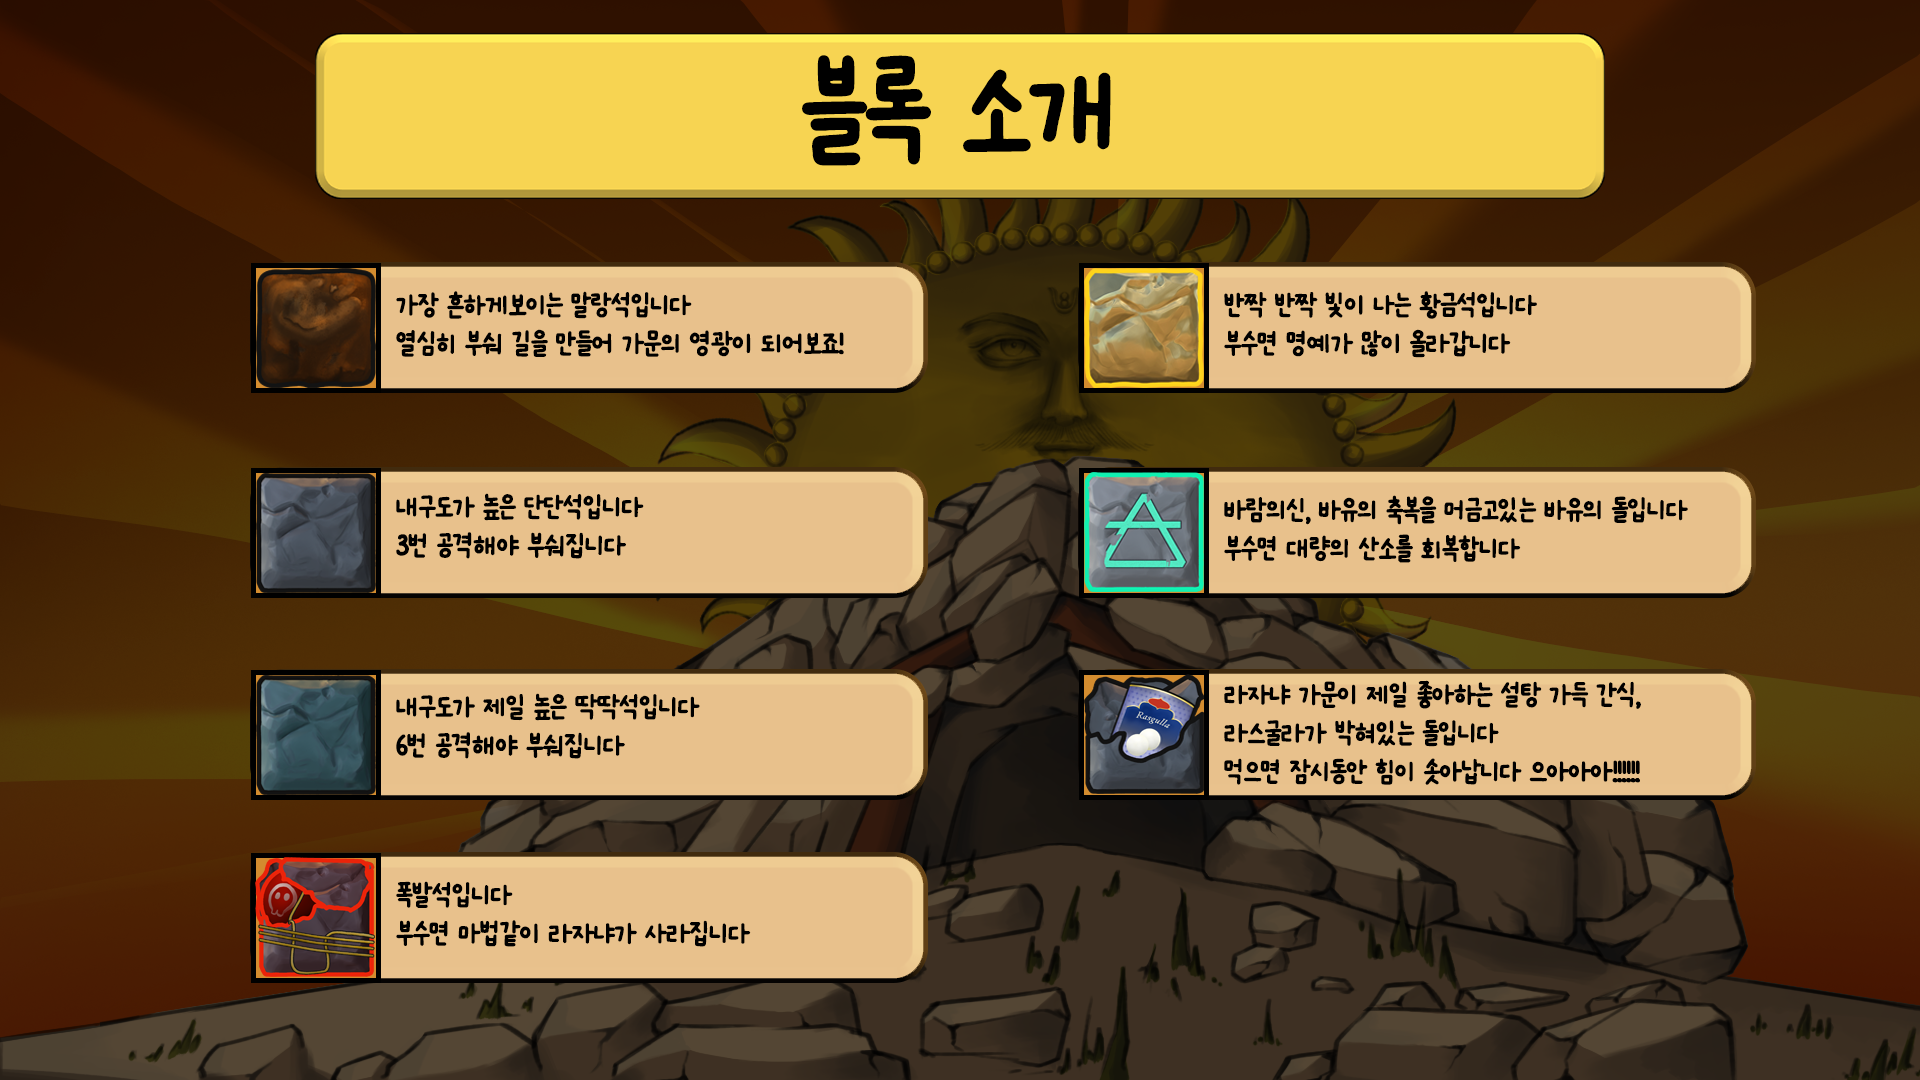 블록 소개
가장 흔하게보이는 말랑석입니다
열심히 부숴 길을 만들어 가문의 영광이 되어보죠!
내구도가 높은 단단석입니다
3번 공격해야 부숴집니다
내구도가 제일 높은 딱딱석입니다
6번 공격해야 부숴집니다
폭발석입니다
부수면 마법같이 라자냐가 사라집니다
반짝 반짝 빛이 나는 황금석입니다
부수면 명예가 많이 올라갑니다
바람의신, 바유의 축복을 머금고있는 바유의 돌입니다
부수면 대량의 산소를 회복합니다
Rasgulla
라자냐 가문이 제일 좋아하는 설탕 가득 간식,
라스굴라가 박혀있는 돌입니다
먹으면 잠시동안 힘이 솟아납니다 으아아아!!!!!!